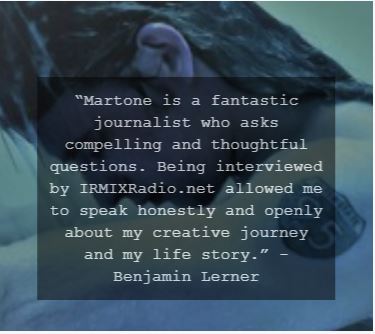 “Martone is a fantastic
journalist who asks
compelling and thoughtful
questions. Being interviewed
by IRMIXRadio.net allowed me
to speak honestly and openly
about my creative journey
and my life story.” –
Benjamin Lerner